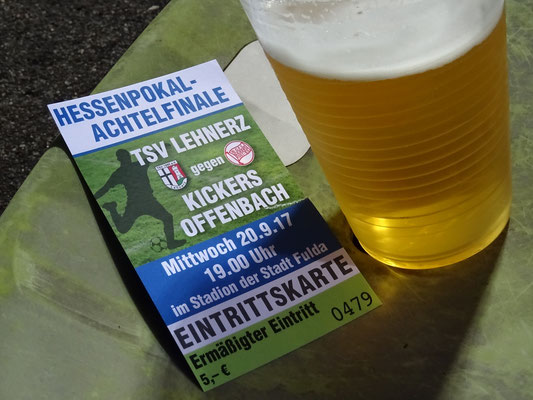 HESSENPOKAL-
ACHTELFINALE
TSV LEHNERZ
gegen
KICKERS
OFFENBACH
Mittwoch 20.9.17
19.00 Uhr
im Stadion der Stadt Fulda
EINTRITTSKARTE
Ermäßigter Eintritt
5,– €
0479